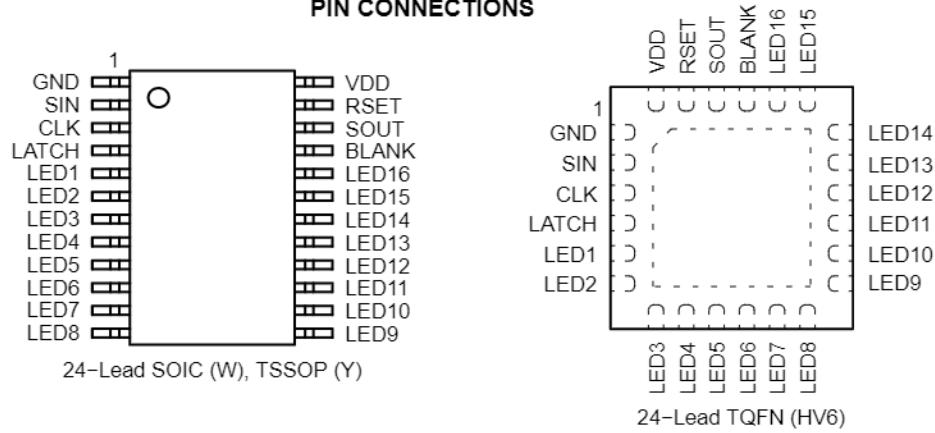 PIN CONNECTIONS
1
GND VDD
SIN RSET
CLK SOUT
LATCH BLANK
LED1 LED16
LED2 LED15
LED3 LED14
LED4 LED13
LED5 LED12
LED6 LED11
LED7 LED10
LED8 LED9
24−Lead SOIC (W), TSSOP (Y)
VDD
RSET
SOUT
BLANK
LED16
LED15
1
GND LED14
SIN LED13
CLK LED12
LATCH LED11
LED1 LED10
LED2 LED9
LED3
LED4
LED5
LED6
LED7
LED8
24−Lead TQFN (HV6)